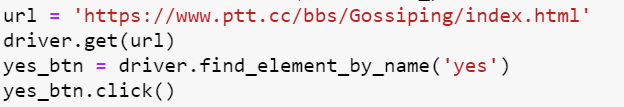 url = 'https://www.ptt.cc/bbs/Gossiping/index.html'
driver.get(url)
yes_btn = driver.find_element_by_name('yes')
yes_btn.click()